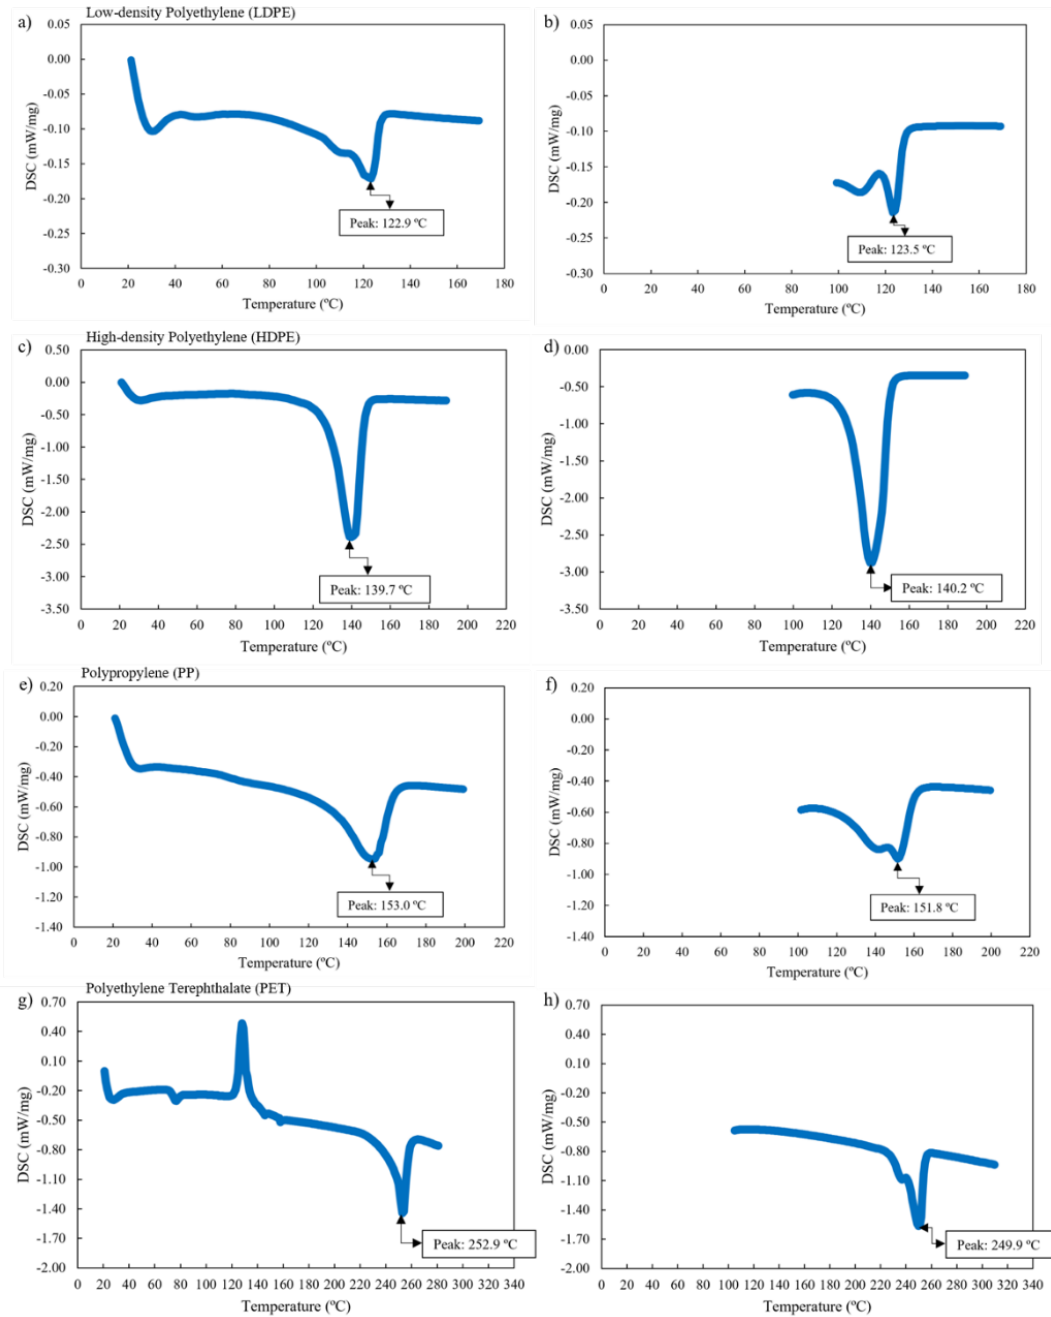 Low-density Polyethylene (LDPE)
a)
0.05
0.00
-0.05
-0.10
-0.15
-0.20
-0.25
-0.30
DSC (mW/mg)
Peak: 122.9 ºC
0 20 40 60 80 100 120 140 160 180
Temperature (ºC)
b)
0.05
0.00
-0.05
-0.10
-0.15
-0.20
-0.25
-0.30
DSC (mW/mg)
Peak: 123.5 ºC
0 20 40 60 80 100 120 140 160 180
Temperature (ºC)
High-density Polyethylene (HDPE)
c)
0.50
0.00
-0.50
-1.00
-1.50
-2.00
-2.50
-3.00
-3.50
DSC (mW/mg)
Peak: 139.7 ºC
0 20 40 60 80 100 120 140 160 180 200 220
Temperature (ºC)
d)
0.00
-0.50
-1.00
-1.50
-2.00
-2.50
-3.00
-3.50
DSC (mW/mg)
Peak: 140.2 ºC
0 20 40 60 80 100 120 140 160 180 200 220
Temperature (ºC)
Polypropylene (PP)
e)
0.20
0.00
-0.20
-0.40
-0.60
-0.80
-1.00
-1.20
-1.40
DSC (mW/mg)
Peak: 153.0 ºC
0 20 40 60 80 100 120 140 160 180 200 220
Temperature (ºC)
f)
0.20
0.00
-0.20
-0.40
-0.60
-0.80
-1.00
-1.20
-1.40
DSC (mW/mg)
Peak: 151.8 ºC
0 20 40 60 80 100 120 140 160 180 200 220
Temperature (ºC)
Polyethylene Terephthalate (PET)
g)
0.70
0.40
0.10
-0.20
-0.50
-0.80
-1.10
-1.40
-1.70
-2.00
DSC (mW/mg)
Peak: 252.9 ºC
0 20 40 60 80 100 120 140 160 180 200 220 240 260 280 300 320 340
Temperature (ºC)
h)
0.70
0.40
0.10
-0.20
-0.50
-0.80
-1.10
-1.40
-1.70
-2.00
DSC (mW/mg)
Peak: 249.9 ºC
0 20 40 60 80 100 120 140 160 180 200 220 240 260 280 300 320 340
Temperature (ºC)